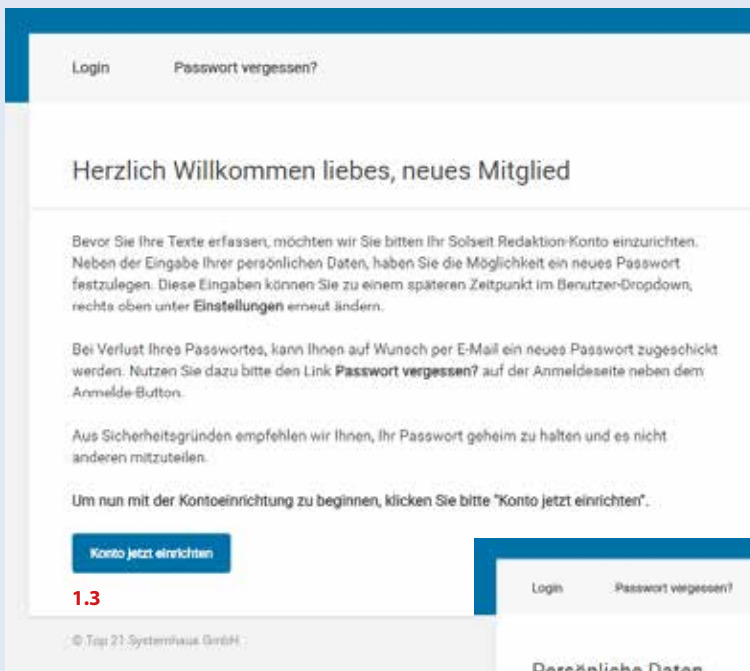 Login Passwort vergessen?
Herzlich Willkommen liebes, neues Mitglied
Bevor Sie Ihre Texte erfassen, möchten wir Sie bitten Ihr Solseit Redaktion-Konto einzurichten.
Neben der Eingabe Ihrer persönlichen Daten, haben Sie die Möglichkeit ein neues Passwort
festzulegen. Diese Eingaben können Sie zu einem späteren Zeitpunkt im Benutzer-Dropdown,
rechts oben unter Einstellungen erneut ändern.
Bei Verlust Ihres Passwortes, kann Ihnen auf Wunsch per E-Mail ein neues Passwort zugeschickt
werden. Nutzen Sie dazu bitte den Link Passwort vergessen? auf der Anmeldeseite neben dem
Anmelde-Button.
Aus Sicherheitsgründen empfehlen wir Ihnen, Ihr Passwort geheim zu halten und es nicht
anderen mitzuteilen.
Um nun mit der Kontoeinrichtung zu beginnen, klicken Sie bitte "Konto jetzt einrichten".
Konto jetzt einrichten
1.3
© Top 21 Systemhaus GmbH
Login Passwort vergessen?
Persönliche Daten